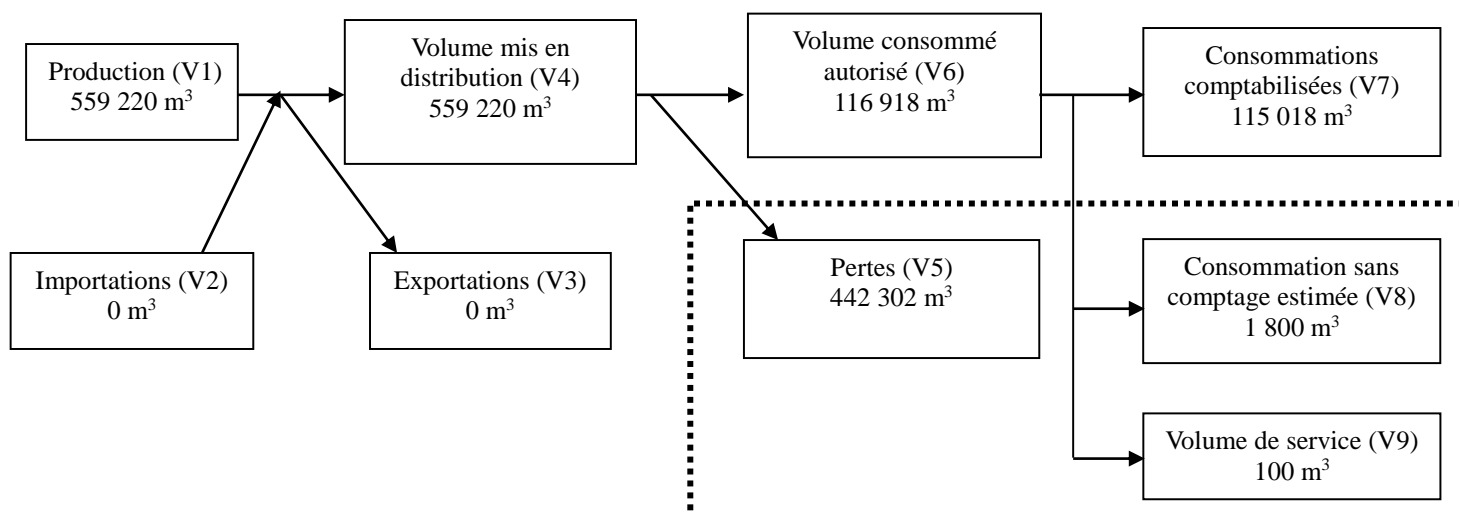 Production (V1)
559 220 m³
Volume mis en
distribution (V4)
559 220 m³
Volume consommé
autorisé (V6)
116 918 m³
Consommations
comptabilisées (V7)
115 018 m³
Importations (V2)
0 m³
Exportations (V3)
0 m³
Pertes (V5)
442 302 m³
Consommation sans
comptage estimée (V8)
1 800 m³
Volume de service (V9)
100 m³